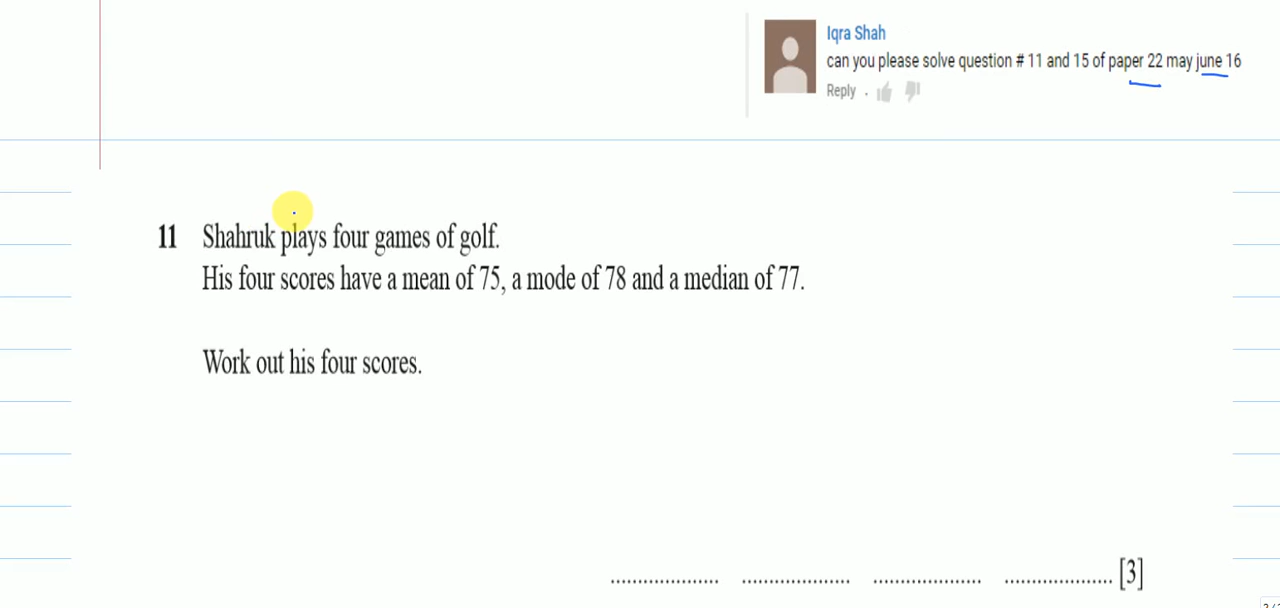 Iqra Shah
can you please solve question # 11 and 15 of paper 22 may june 16
Reply .
11 Shahruk plays four games of golf.
His four scores have a mean of 75, a mode of 78 and a median of 77.
Work out his four scores.
.................... .................... .................... .................... [3]